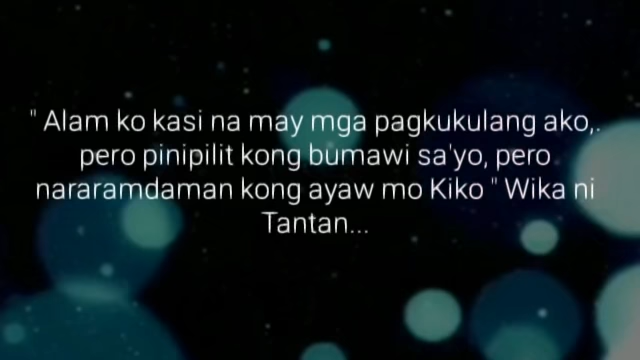 " Alam ko kasi na may mga pagkukulang ako,.
pero pinipilit kong bumawi sa'yo, pero
nararamdaman kong ayaw mo Kiko " Wika ni
Tantan...